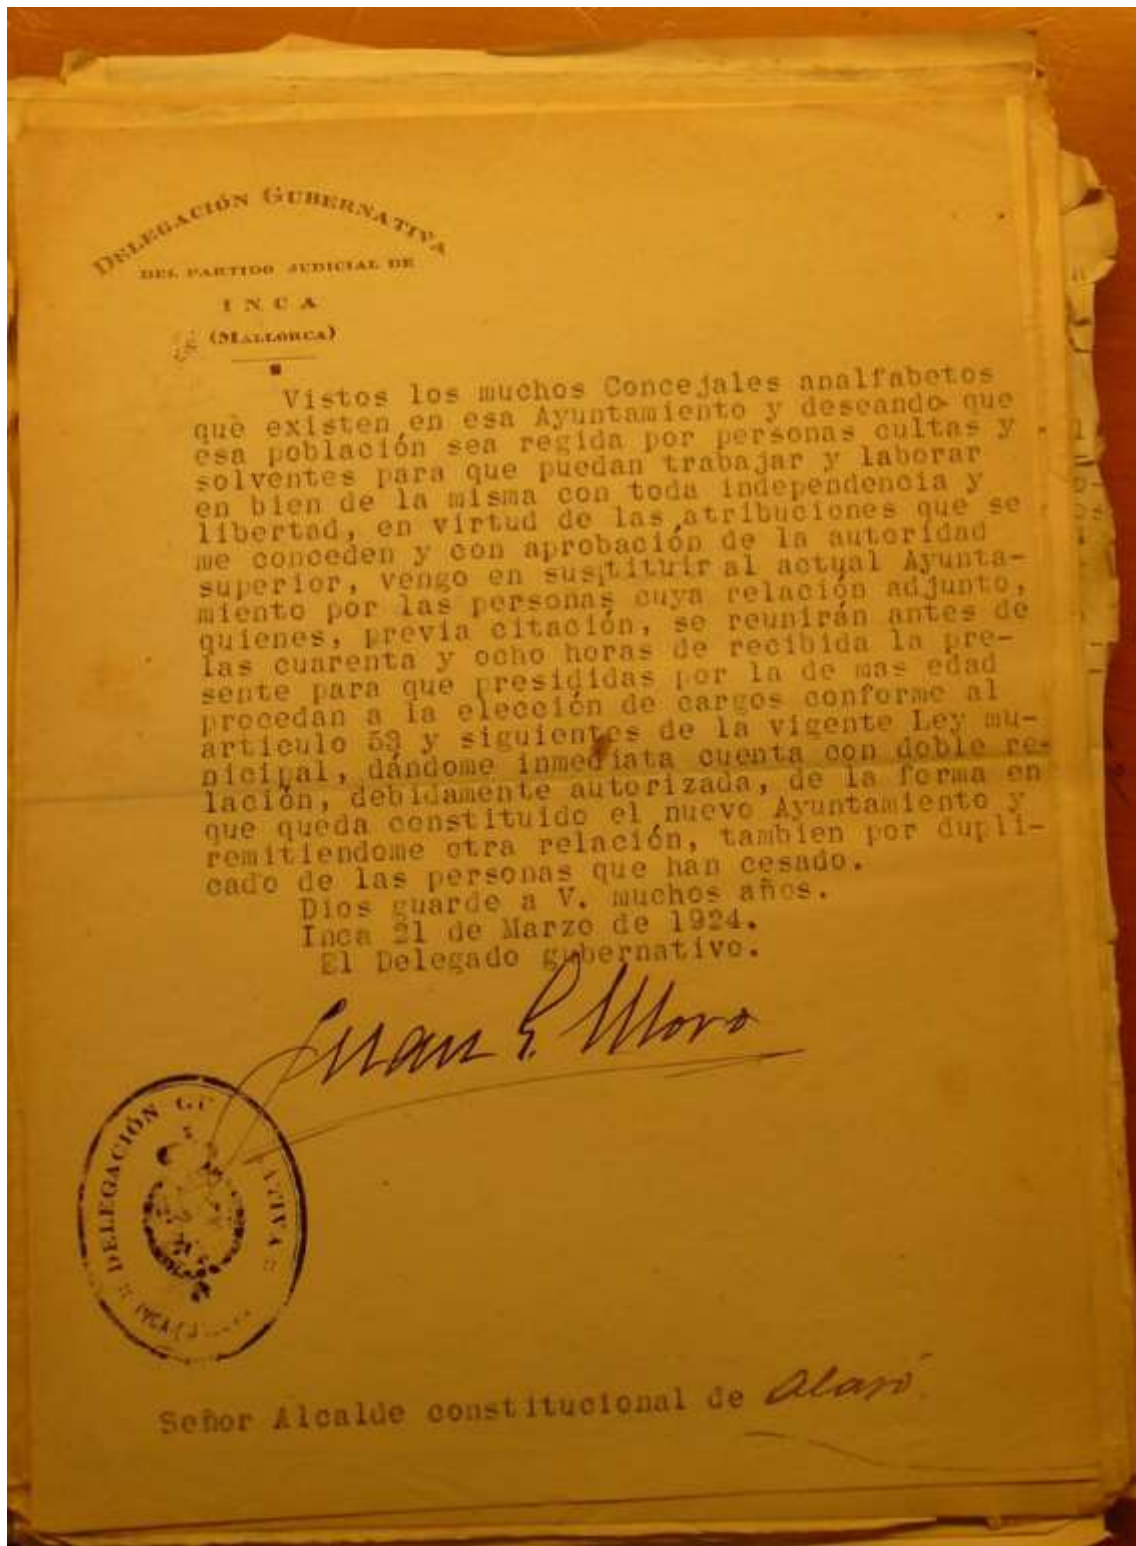 DELEGACIÓN GUBERNATIVA
DEL PARTIDO JUDICIAL DE
INCA
(MALLORCA)
Vistos los muchos Concejales analfabetos
que existen en esa Ayuntamiento y deseando que
esa población sea regida por personas cultas y
solventes para que puedan trabajar y laborar
en bien de la misma con toda independencia y
libertad, en virtud de las atribuciones que se
me conceden y con aprobación de la autoridad
superior, vengo en sustituir al actual Ayunta-
miento por las personas cuya relación adjunto,
quienes, previa citación, se reunirán antes de
las cuarenta y ocho horas de recibida la pre-
sente para que presididas por la de mas edad
procedan a la elección de cargos conforme al
articulo 53 y siguientes de la vigente Ley mu-
nicipal, dándome inmediata cuenta con doble re-
lación, debidamente autorizada, de la forma en
que queda constituido el nuevo Ayuntamiento y
remitiendome otra relación, tambien por dupli-
cado de las personas que han cesado.
Dios guarde a V. muchos años.
Inca 21 de Marzo de 1924.
El Delegado gubernativo.
Juan G. Moro
DELEGACIÓN GU ATIVA
INCA
Señor Alcalde constitucional de Alaró